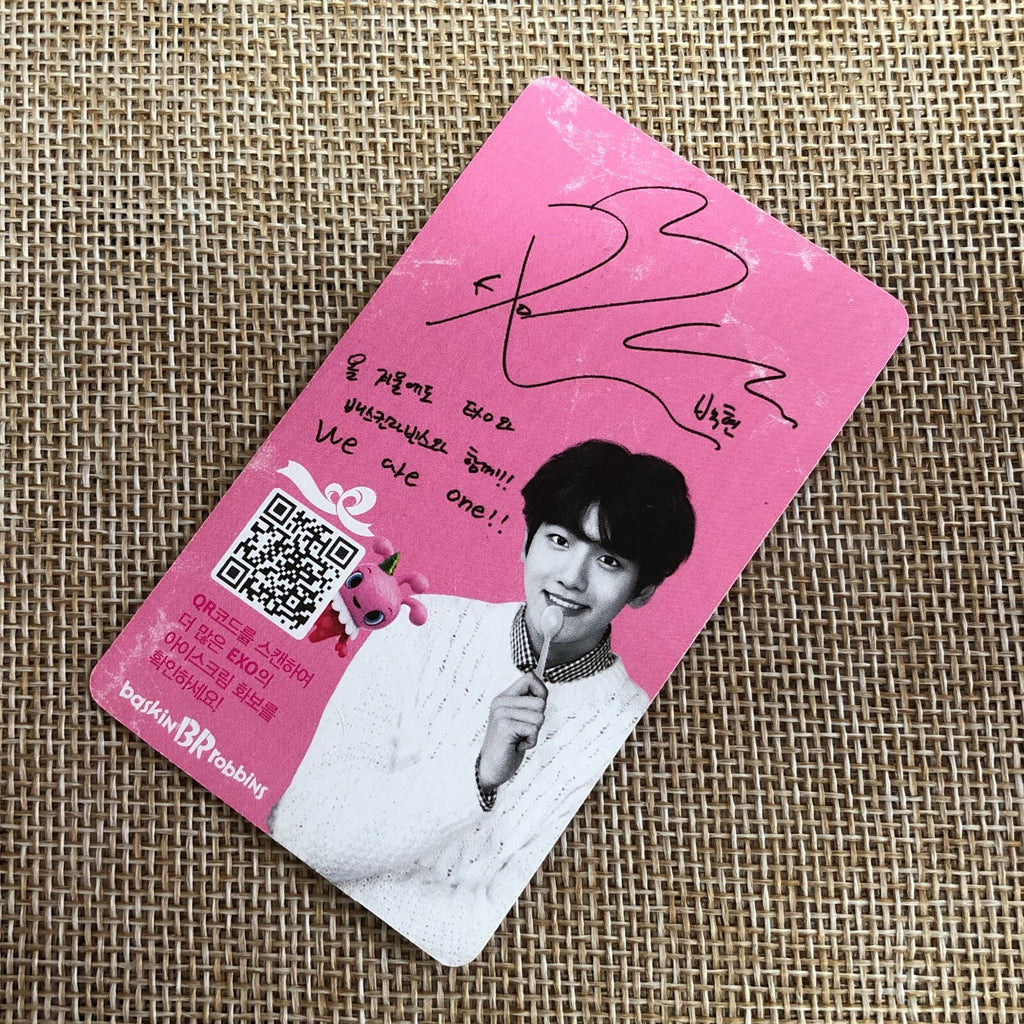 백현
올 겨울에도 EXO와
배스킨라빈스와 함께!!
We are one!!
QR코드를 스캔하여
더 많은 EXO의
아이스크림 화보를
확인하세요!
baskin BR robbins